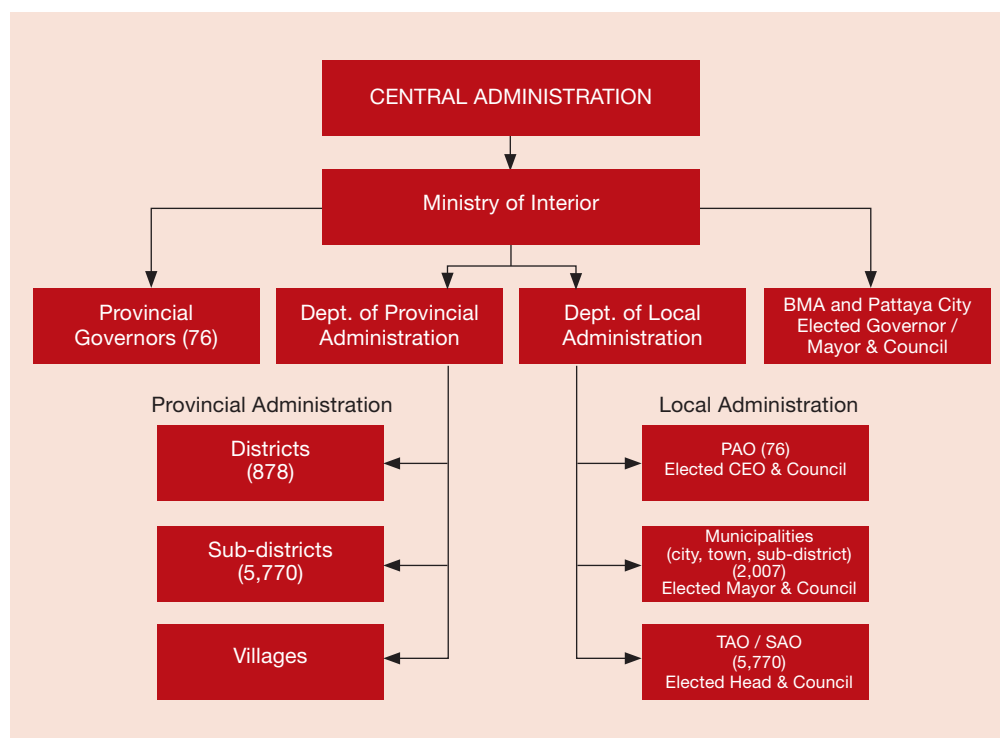 CENTRAL ADMINISTRATION
Ministry of Interior
Provincial
Governors (76)
Dept. of Provincial
Administration
Dept. of Local
Administration
BMA and Pattaya City
Elected Governor /
Mayor & Council
Provincial Administration
Districts
(878)
Sub-districts
(5,770)
Villages
Local Administration
PAO (76)
Elected CEO & Council
Municipalities
(city, town, sub-district)
(2,007)
Elected Mayor & Council
TAO / SAO
(5,770)
Elected Head & Council